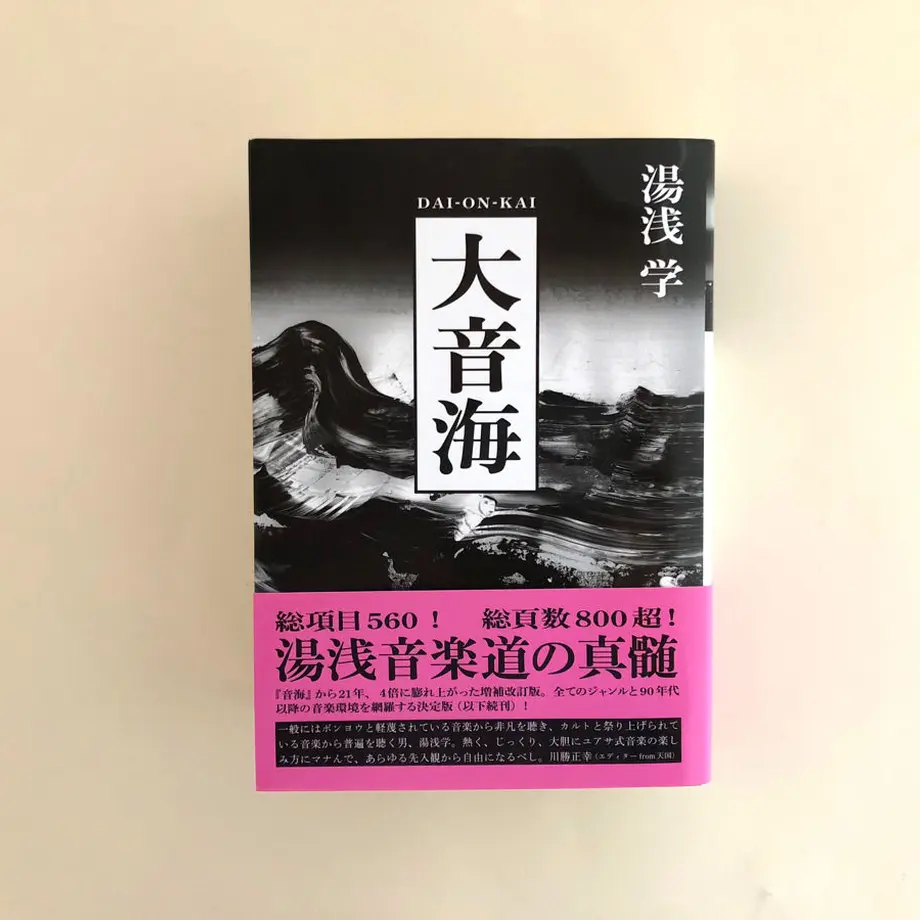 DAI-ON-KAI
大音海
湯浅 学
総項目560！　総頁数800超！
湯浅音楽道の真髄
『音海』から21年、4倍に膨れ上がった増補改訂版。全てのジャンルと90年代
以降の音楽環境を網羅する決定版（以下続刊）！
一般にはボンヨウと軽蔑されている音楽から非凡を聴き、カルトと祭り上げられて
いる音楽から普遍を聴く男、湯浅学。熱く、じっくり、大胆にユアサ式音楽の楽し
み方にマナんで、あらゆる先入観から自由になるべし。川勝正幸（エディターfrom天国）